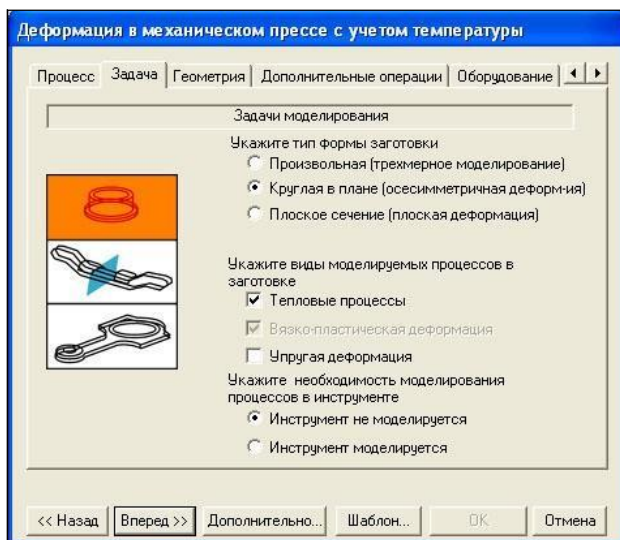 Деформация в механическом прессе с учетом температуры
Процесс Задача Геометрия Дополнительные операции Оборудование
Задачи моделирования
Укажите тип формы заготовки
Произвольная (трехмерное моделирование)
Круглая в плане (осесимметричная деформ-ия)
Плоское сечение (плоская деформация)
Укажите виды моделируемых процессов в
заготовке
Тепловые процессы
Вязко-пластическая деформация
Упругая деформация
Укажите необходимость моделирования
процессов в инструменте
Инструмент не моделируется
Инструмент моделируется
<< Назад Вперед >> Дополнительно... Шаблон... OK Отмена